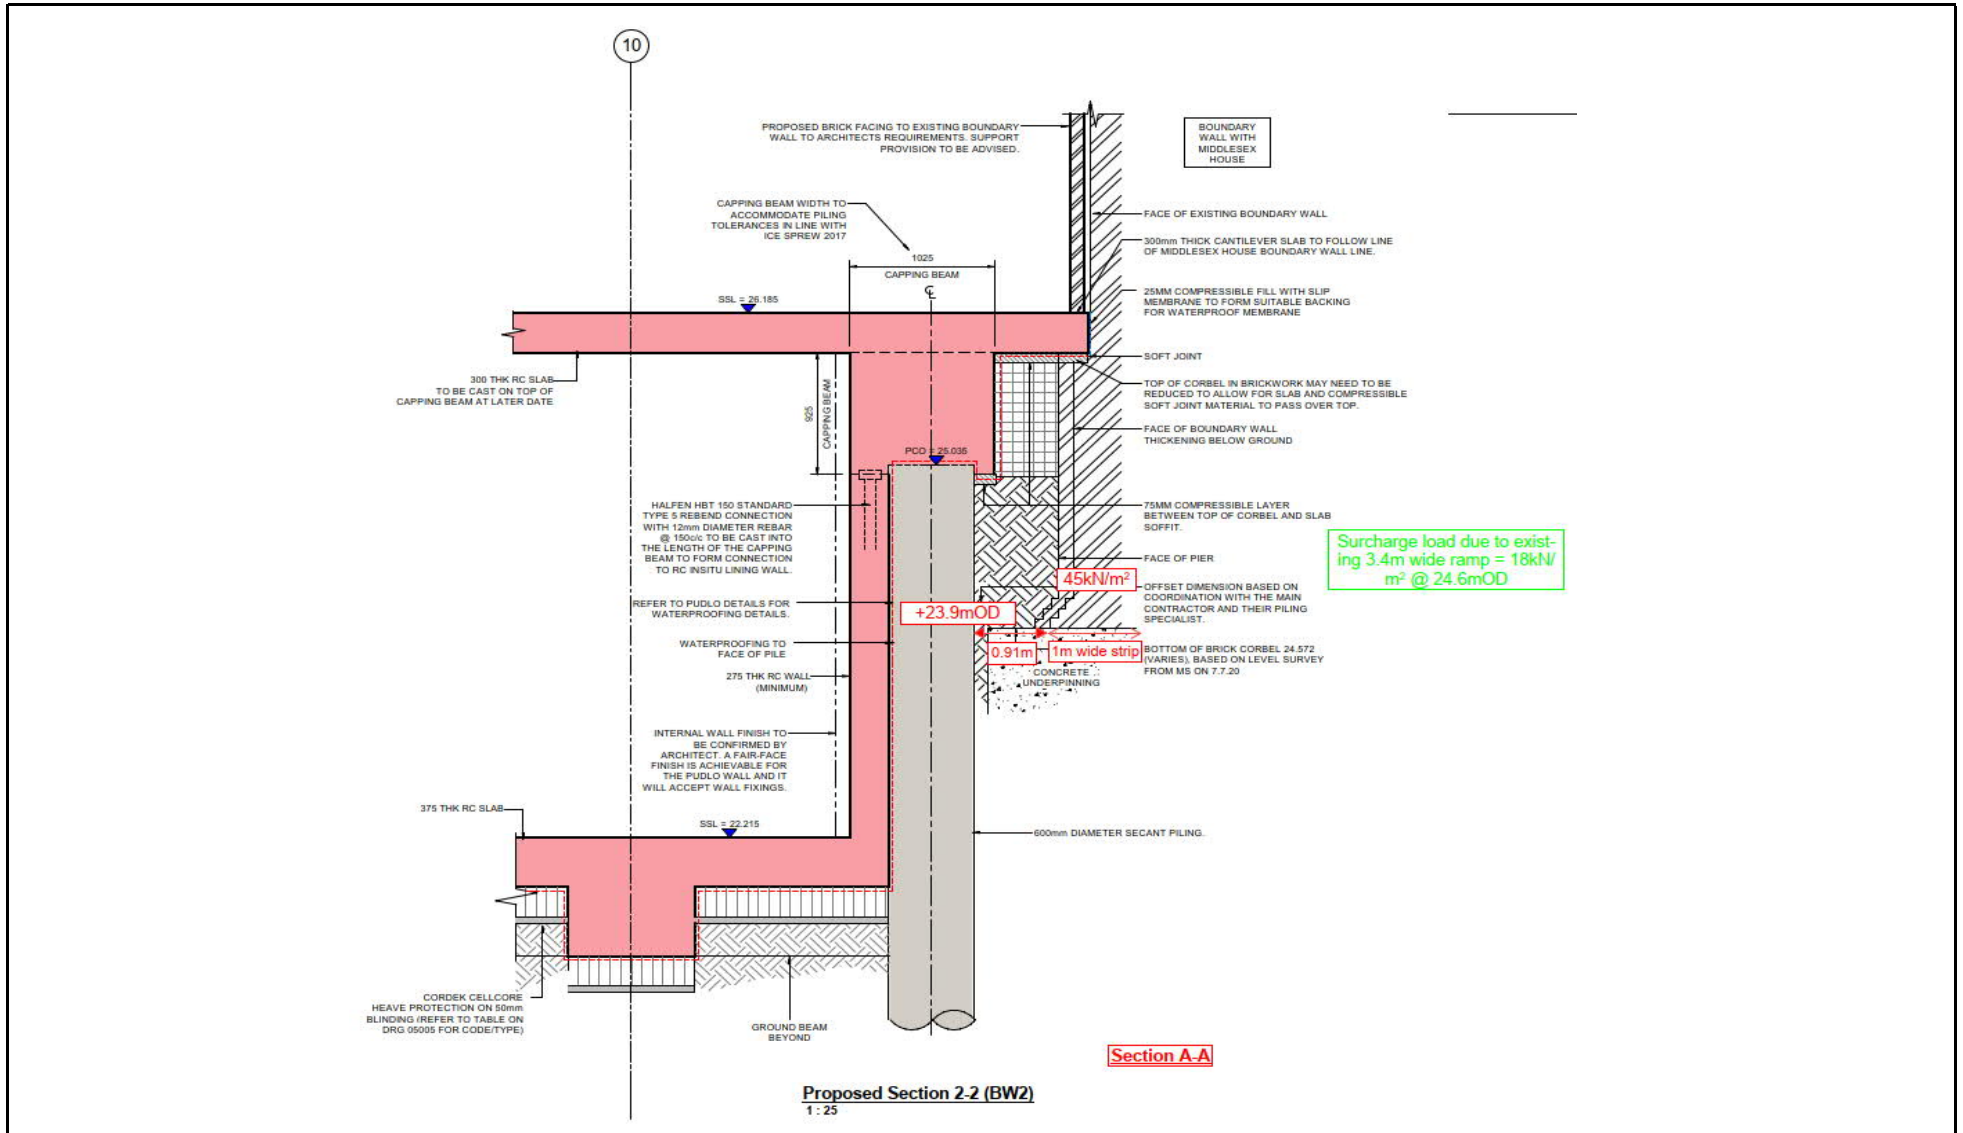 10
PROPOSED BRICK FACING TO EXISTING BOUNDARY
WALL TO ARCHITECTS REQUIREMENTS. SUPPORT
PROVISION TO BE ADVISED.
BOUNDARY
WALL WITH
MIDDLESEX
HOUSE
CAPPING BEAM WIDTH TO
ACCOMMODATE PILING
TOLERANCES IN LINE WITH
ICE SPREW 2017
FACE OF EXISTING BOUNDARY WALL
300mm THICK CANTILEVER SLAB TO FOLLOW LINE
OF MIDDLESEX HOUSE BOUNDARY WALL LINE.
1025
CAPPING BEAM
SSL = 26.185
25MM COMPRESSIBLE FILL WITH SLIP
MEMBRANE TO FORM SUITABLE BACKING
FOR WATERPROOF MEMBRANE
SOFT JOINT
300 THK RC SLAB
TO BE CAST ON TOP OF
CAPPING BEAM AT LATER DATE
925
CAPPING BEAM
TOP OF CORBEL IN BRICKWORK MAY NEED TO BE
REDUCED TO ALLOW FOR SLAB AND COMPRESSIBLE
SOFT JOINT MATERIAL TO PASS OVER TOP.
FACE OF BOUNDARY WALL
THICKENING BELOW GROUND
PCO = 25.035
HALFEN HBT 150 STANDARD
TYPE 5 REBEND CONNECTION
WITH 12mm DIAMETER REBAR
@ 150c/c TO BE CAST INTO
THE LENGTH OF THE CAPPING
BEAM TO FORM CONNECTION
TO RC INSITU LINING WALL.
75MM COMPRESSIBLE LAYER
BETWEEN TOP OF CORBEL AND SLAB
SOFFIT.
Surcharge load due to exist-
ing 3.4m wide ramp = 18kN/
m² @ 24.6mOD
FACE OF PIER
45kN/m²
OFFSET DIMENSION BASED ON
COORDINATION WITH THE MAIN
CONTRACTOR AND THEIR PILING
SPECIALIST.
REFER TO PUDLO DETAILS FOR
WATERPROOFING DETAILS.
+23.9mOD
WATERPROOFING TO
FACE OF PILE
0.91m
1m wide strip
BOTTOM OF BRICK CORBEL 24.572
(VARIES), BASED ON LEVEL SURVEY
FROM MS ON 7.7.20
CONCRETE
UNDERPINNING
275 THK RC WALL
(MINIMUM)
INTERNAL WALL FINISH TO
BE CONFIRMED BY
ARCHITECT. A FAIR-FACE
FINISH IS ACHIEVABLE FOR
THE PUDLO WALL AND IT
WILL ACCEPT WALL FIXINGS.
375 THK RC SLAB
SSL = 22.215
600mm DIAMETER SECANT PILING.
CORDEK CELLCORE
HEAVE PROTECTION ON 50mm
BLINDING (REFER TO TABLE ON
DRG 05005 FOR CODE/TYPE)
GROUND BEAM
BEYOND
Section A-A
Proposed Section 2-2 (BW2)
1 : 25